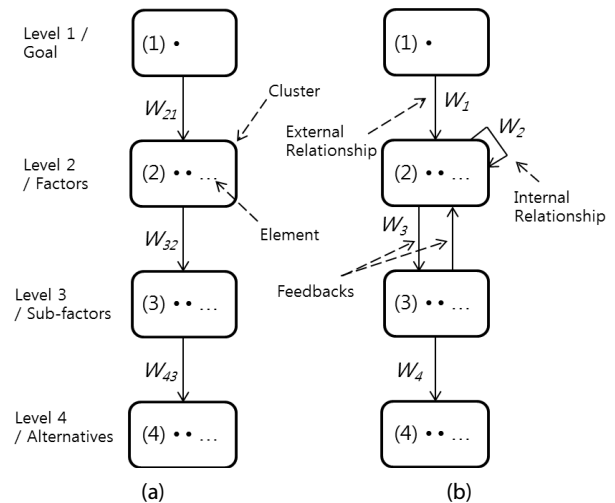 Level 1 /
Goal
(1) •
(1) •
W21
Cluster
External
Relationship
W1
W2
Level 2
/ Factors
(2) • • ...
(2) • • ...
Internal
Relationship
W32
Element
W3
Feedbacks
Level 3
/ Sub-factors
(3) • • ...
(3) • • ...
W43
W4
Level 4
/ Alternatives
(4) • • ...
(4) • • ...
(a)
(b)